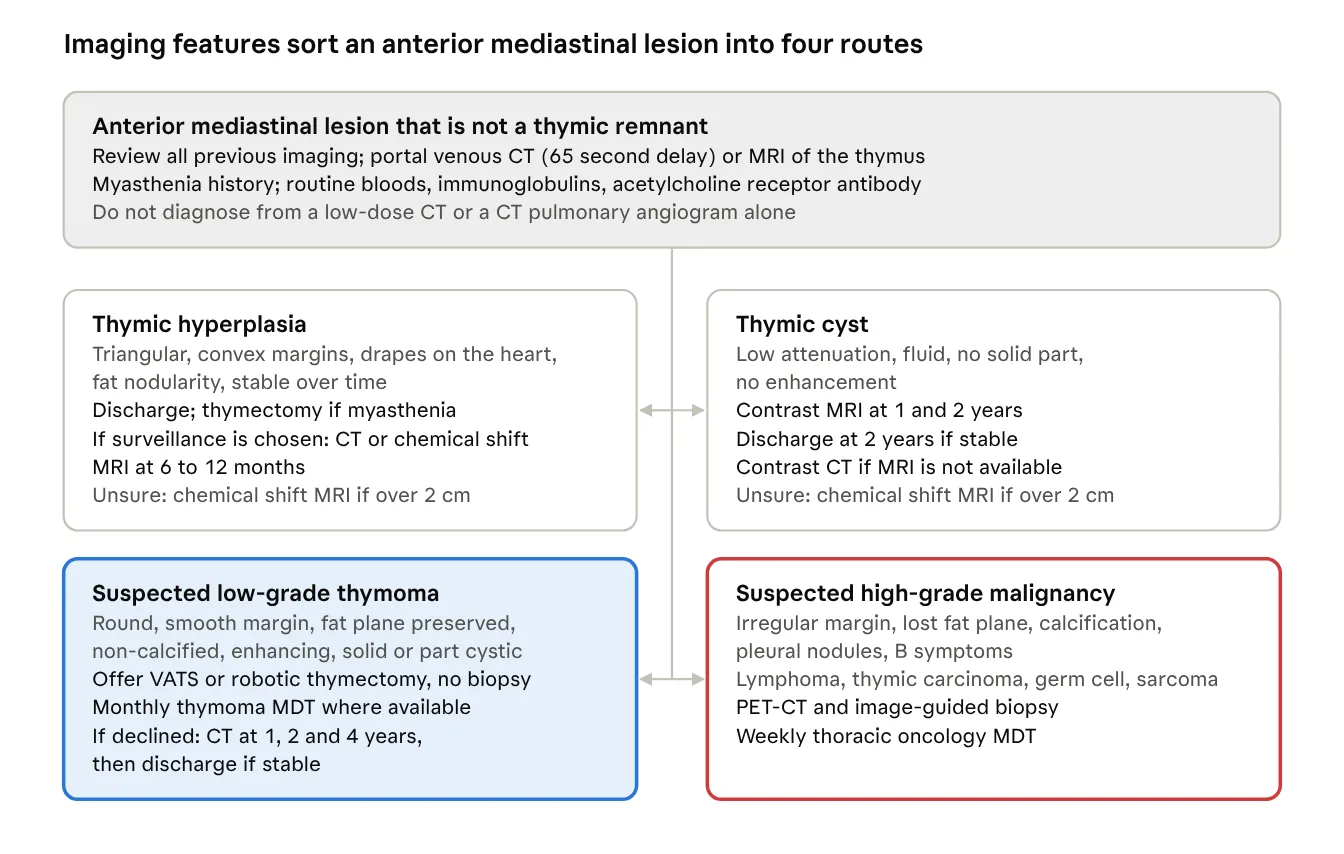 Imaging features sort an anterior mediastinal lesion into four routes
Anterior mediastinal lesion that is not a thymic remnant
Review all previous imaging; portal venous CT (65 second delay) or MRI of the thymus
Myasthenia history; routine bloods, immunoglobulins, acetylcholine receptor antibody
Do not diagnose from a low-dose CT or a CT pulmonary angiogram alone
Thymic hyperplasia
Triangular, convex margins, drapes on the heart,
fat nodularity, stable over time
Discharge; thymectomy if myasthenia
If surveillance is chosen: CT or chemical shift
MRI at 6 to 12 months
Unsure: chemical shift MRI if over 2 cm
Thymic cyst
Low attenuation, fluid, no solid part,
no enhancement
Contrast MRI at 1 and 2 years
Discharge at 2 years if stable
Contrast CT if MRI is not available
Unsure: chemical shift MRI if over 2 cm
Suspected low-grade thymoma
Round, smooth margin, fat plane preserved,
non-calcified, enhancing, solid or part cystic
Offer VATS or robotic thymectomy, no biopsy
Monthly thymoma MDT where available
If declined: CT at 1, 2 and 4 years,
then discharge if stable
Suspected high-grade malignancy
Irregular margin, lost fat plane, calcification,
pleural nodules, B symptoms
Lymphoma, thymic carcinoma, germ cell, sarcoma
PET-CT and image-guided biopsy
Weekly thoracic oncology MDT